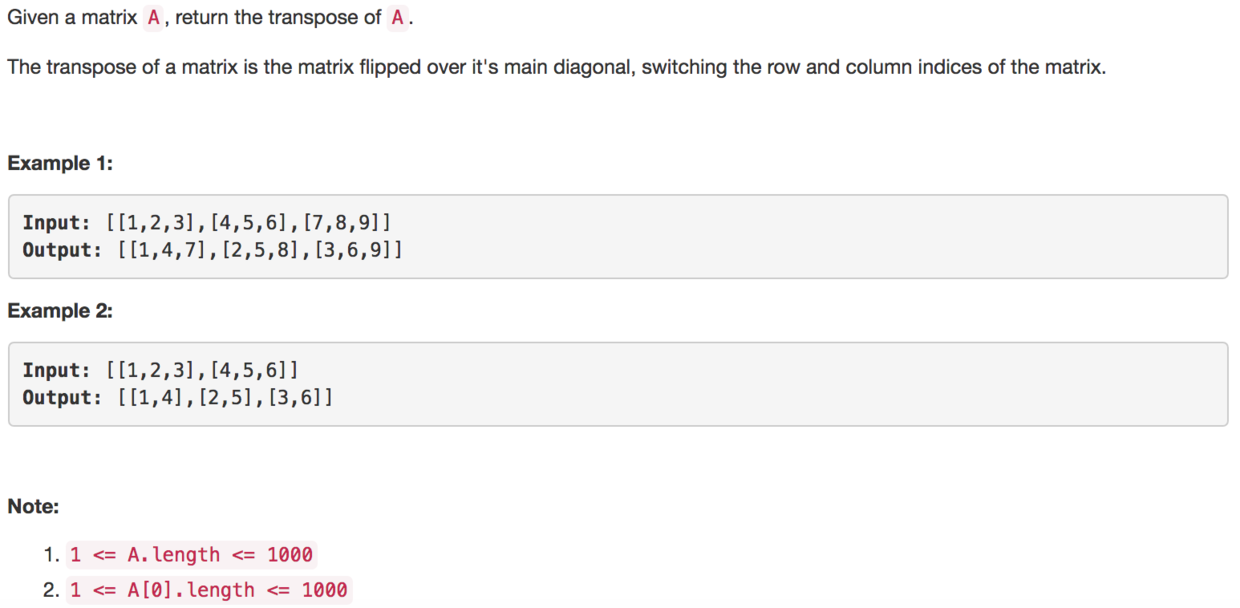 Given a matrix A, return the transpose of A.
The transpose of a matrix is the matrix flipped over it's main diagonal, switching the row and column indices of the matrix.
Example 1:
Input: [[1,2,3],[4,5,6],[7,8,9]]
Output: [[1,4,7],[2,5,8],[3,6,9]]
Example 2:
Input: [[1,2,3],[4,5,6]]
Output: [[1,4],[2,5],[3,6]]
Note:
1. 1 <= A.length <= 1000
2. 1 <= A[0].length <= 1000